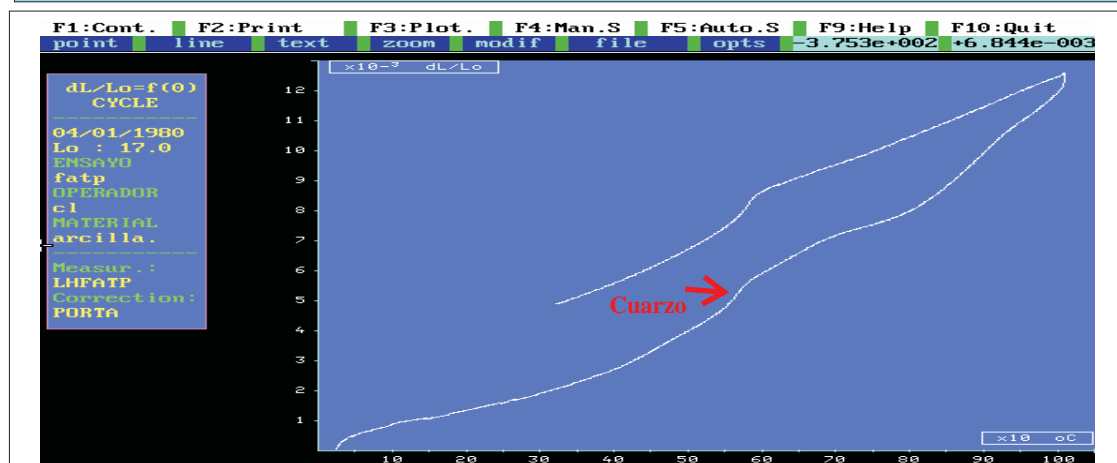 F1:Cont. F2:Print F3:Plot. F4:Man.S F5:Auto.S F9:Help F10:Quit
point line text zoom modif file opts -3.753e+002 +6.844e-003
dL/Lo=f(0)
CYCLE
04/01/1980
Lo : 17.0
ENSAYO
fatp
OPERADOR
cl
MATERIAL
arcilla.
Measur.:
LHFATP
Correction:
PORTA
x10-³ dL/Lo
12
11
10
9
8
7
6
5
4
3
2
1
Cuarzo
x10 oC
10 20 30 40 50 60 70 80 90 100